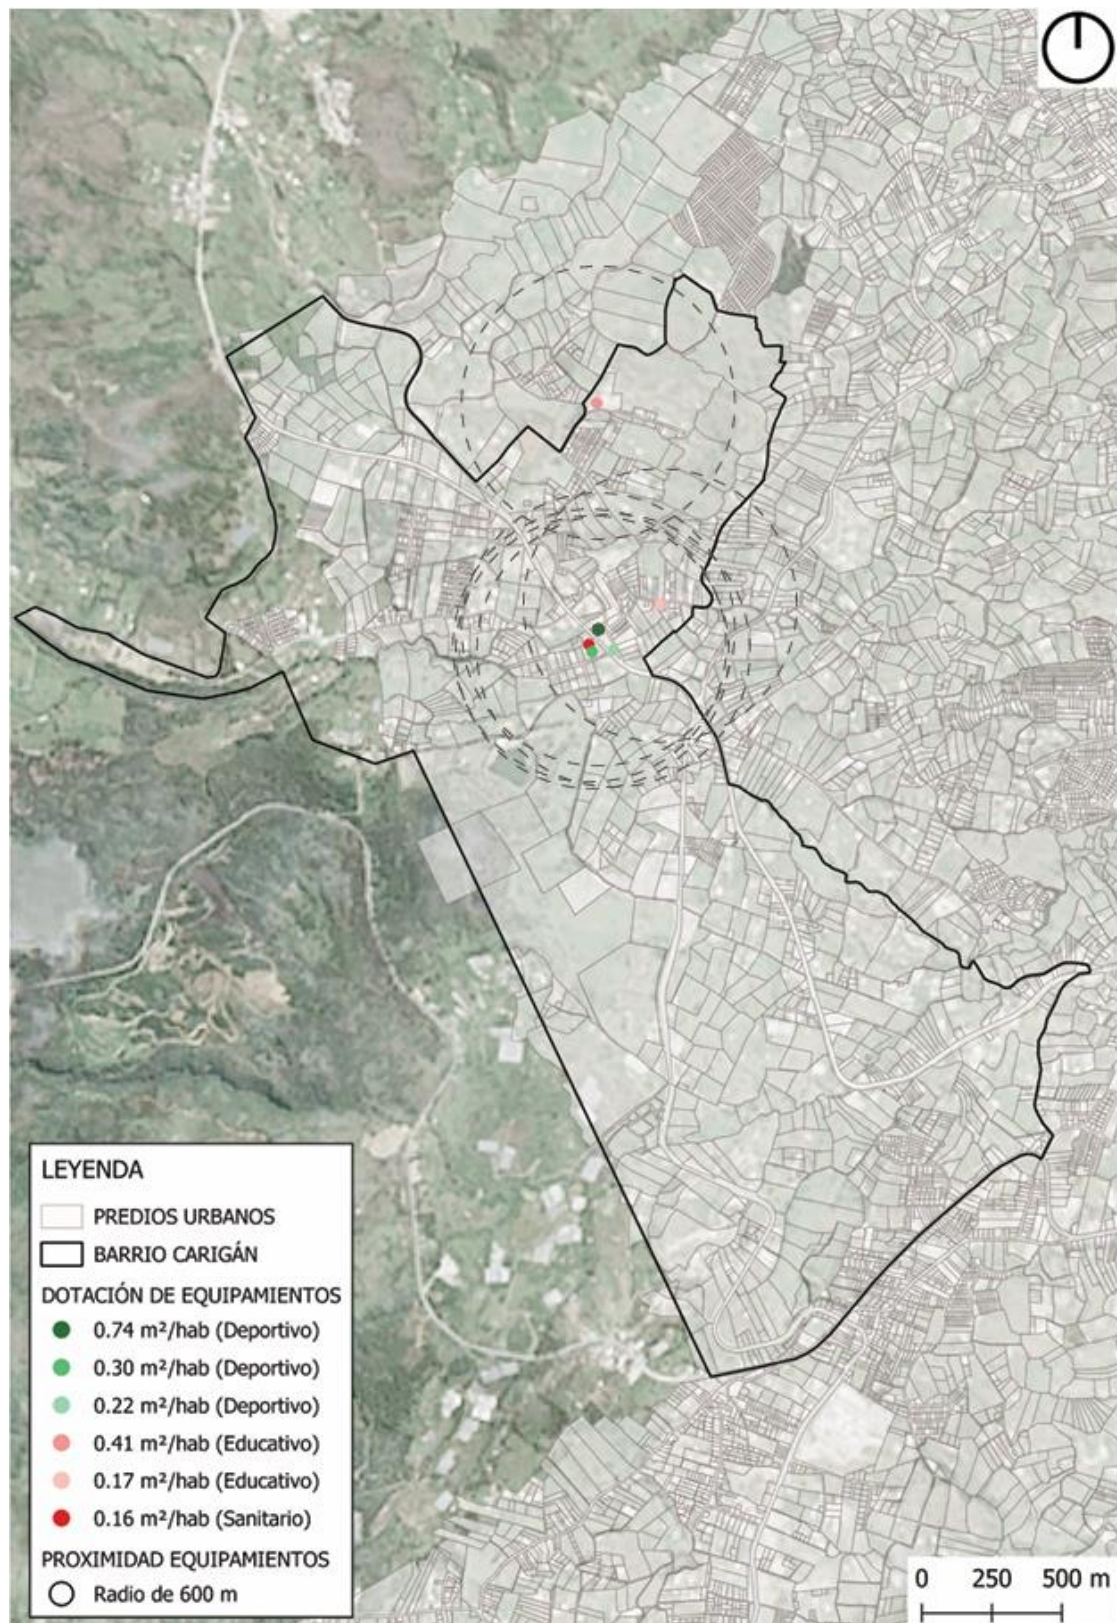 LEYENDA
PREDIOS URBANOS
BARRIO CARIGÁN
DOTACIÓN DE EQUIPAMIENTOS
0.74 m²/hab (Deportivo)
0.30 m²/hab (Deportivo)
0.22 m²/hab (Deportivo)
0.41 m²/hab (Educativo)
0.17 m²/hab (Educativo)
0.16 m²/hab (Sanitario)
PROXIMIDAD EQUIPAMIENTOS
Radio de 600 m
0 250 500 m